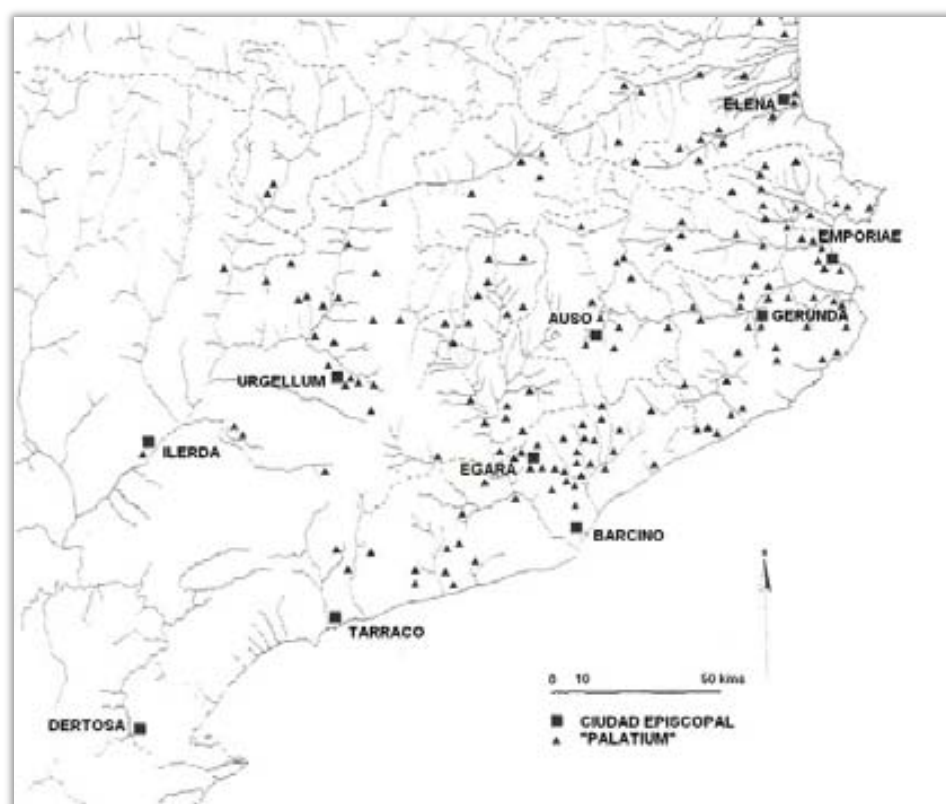 ELENA
EMPORIAE
GERUNDA
AUSO
URGELLUM
ILERDA
EGARA
BARCINO
TARRACO
DERTOSA
0 10 50 kms
CIUDAD EPISCOPAL
"PALATIUM"